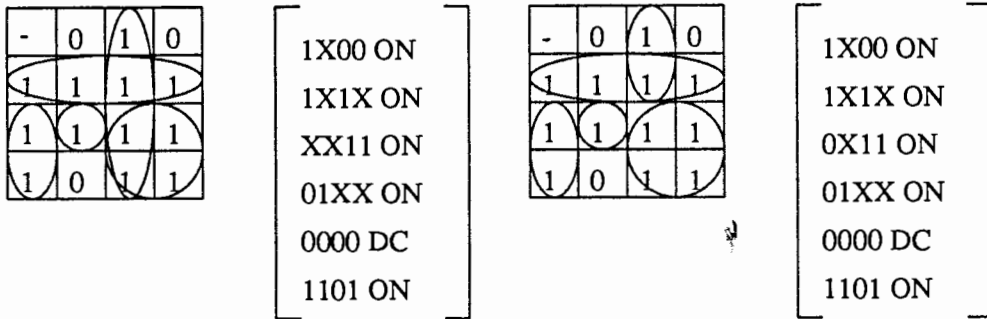 - 0 1 0
1 1 1 1
1 1 1 1
1 0 1 1
1X00 ON
1X1X ON
XX11 ON
01XX ON
0000 DC
1101 ON
- 0 1 0
1 1 1 1
1 1 1 1
1 0 1 1
1X00 ON
1X1X ON
0X11 ON
01XX ON
0000 DC
1101 ON